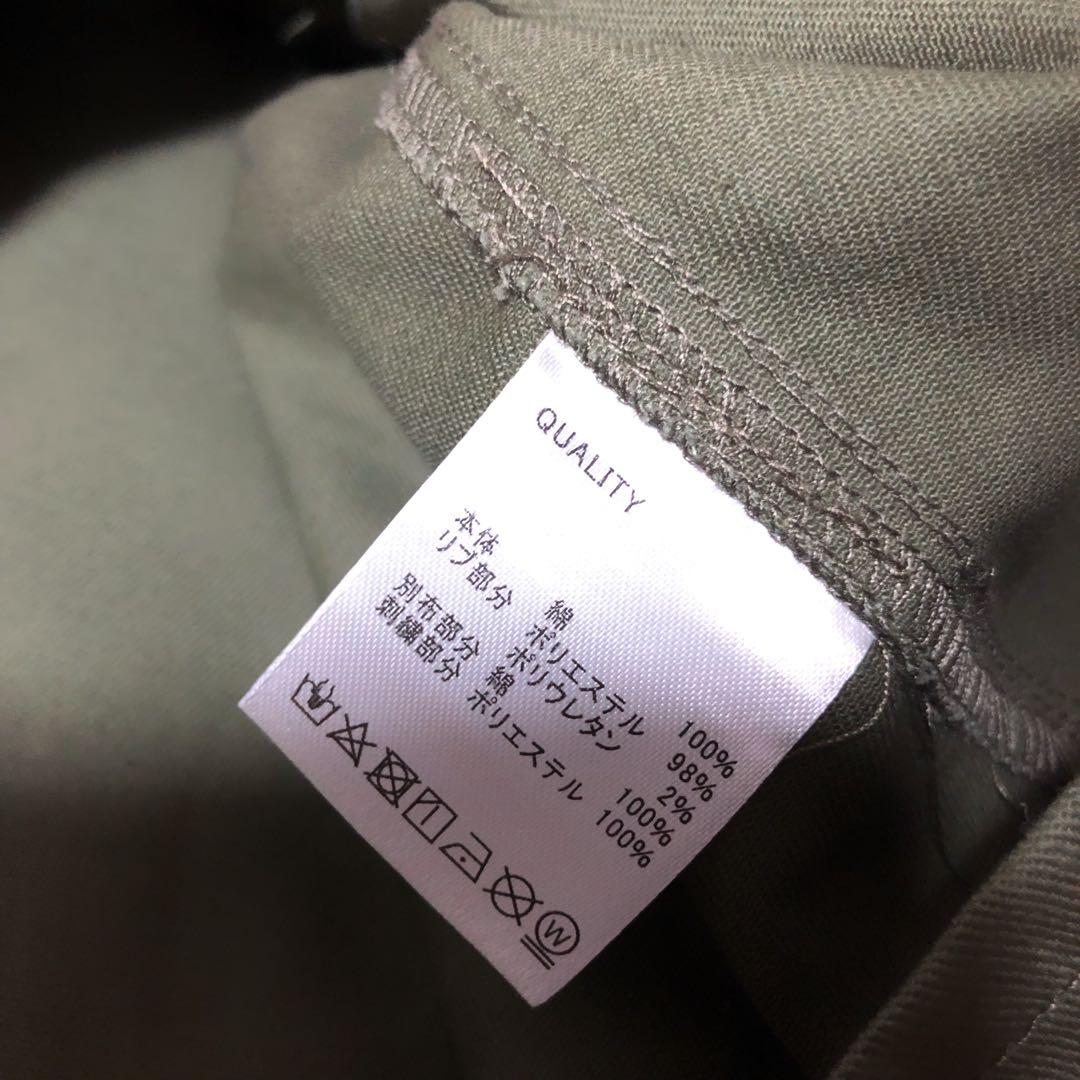 QUALITY
本体 綿 100%
リブ部分 ポリエステル 98%
ポリウレタン 2%
別布部分 綿 100%
刺繍部分 ポリエステル 100%
W